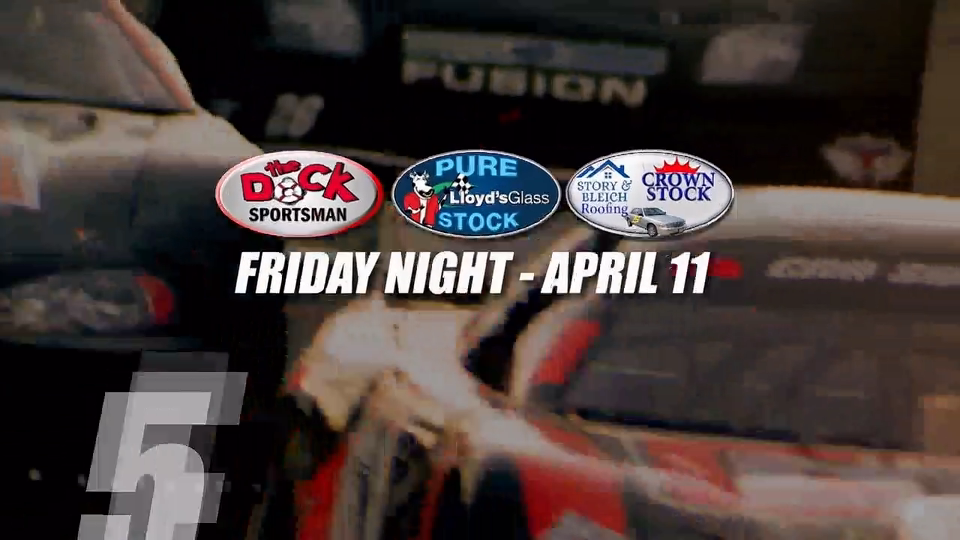 FUSION
the
DOCK
SPORTSMAN
PURE
Lloyd'sGlass
STOCK
STORY &
BLEICH
Roofing
CROWN
STOCK
FRIDAY NIGHT - APRIL 11
5